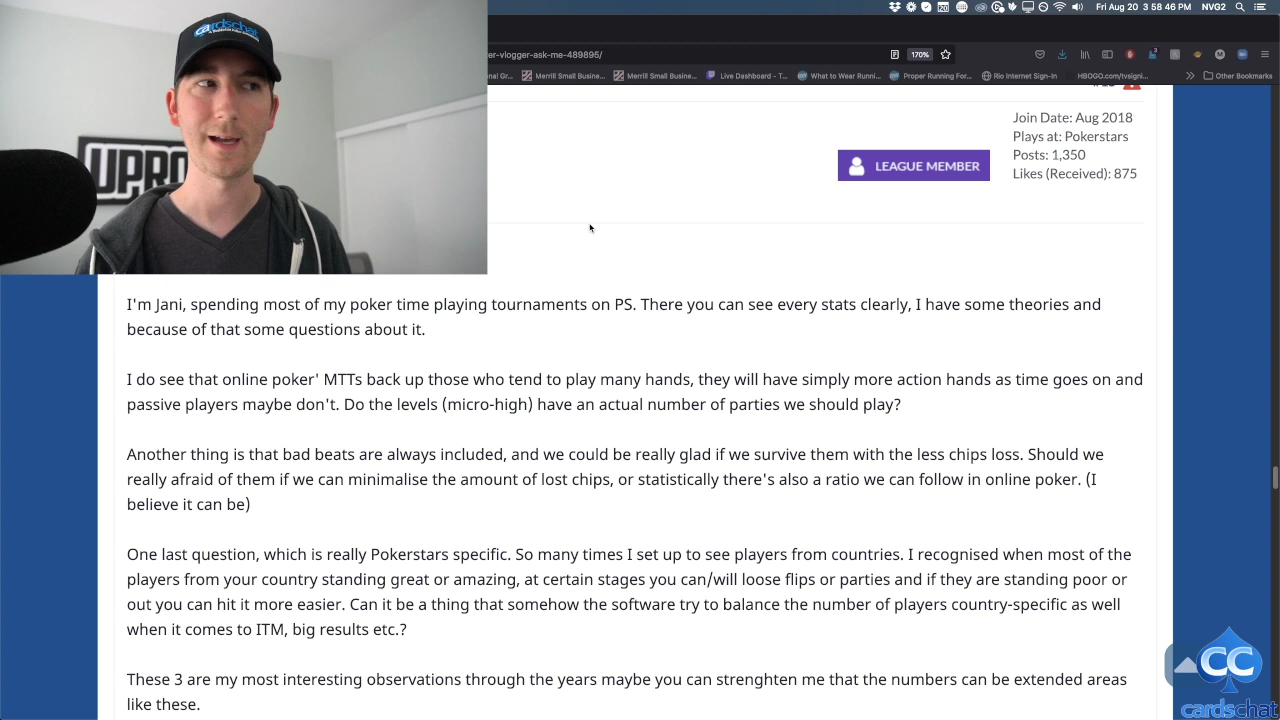 Fri Aug 20 3:58:46 PM NVG2
er-vlogger-ask-me-489895/
170%
nal Gr...
Merrill Small Busine...
Merrill Small Busine...
Live Dashboard - T...
What to Wear Runni...
Proper Running For...
Rio Internet Sign-In
HBOGO.com/tvsigni...
Other Bookmarks
cardschat
UPRO
Join Date: Aug 2018
Plays at: Pokerstars
Posts: 1,350
Likes (Received): 875
LEAGUE MEMBER
I'm Jani, spending most of my poker time playing tournaments on PS. There you can see every stats clearly, I have some theories and
because of that some questions about it.
I do see that online poker' MTTs back up those who tend to play many hands, they will have simply more action hands as time goes on and
passive players maybe don't. Do the levels (micro-high) have an actual number of parties we should play?
Another thing is that bad beats are always included, and we could be really glad if we survive them with the less chips loss. Should we
really afraid of them if we can minimalise the amount of lost chips, or statistically there's also a ratio we can follow in online poker. (I
believe it can be)
One last question, which is really Pokerstars specific. So many times I set up to see players from countries. I recognised when most of the
players from your country standing great or amazing, at certain stages you can/will loose flips or parties and if they are standing poor or
out you can hit it more easier. Can it be a thing that somehow the software try to balance the number of players country-specific as well
when it comes to ITM, big results etc.?
These 3 are my most interesting observations through the years maybe you can strenghten me that the numbers can be extended areas
like these.
CC
cardschat